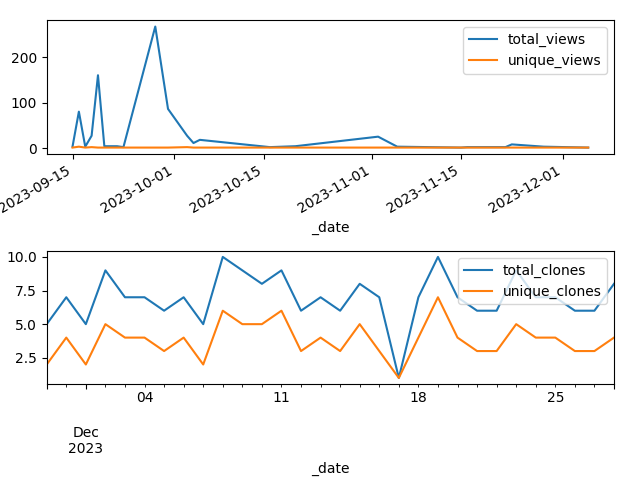 200
100
0
total_views
unique_views
2023-09-15
2023-10-01
2023-10-15
2023-11-01
2023-11-15
2023-12-01
_date
10.0
7.5
5.0
2.5
total_clones
unique_clones
04
11
18
25
Dec
2023
_date